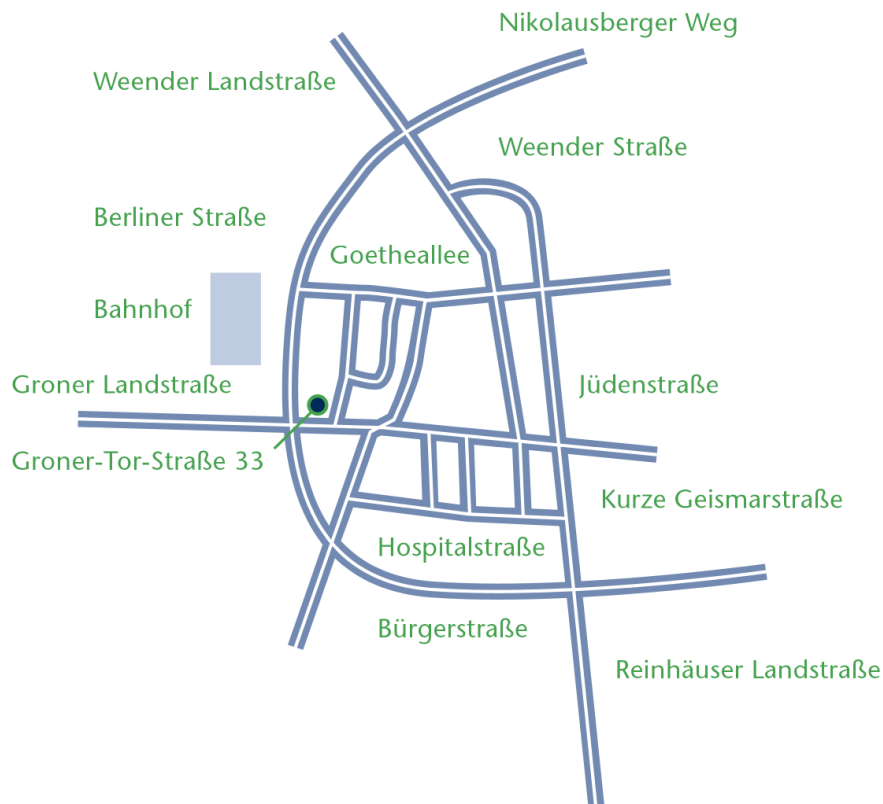 Nikolausberger Weg
Weender Landstraße
Weender Straße
Berliner Straße
Goetheallee
Bahnhof
Groner Landstraße
Jüdenstraße
Groner-Tor-Straße 33
Kurze Geismarstraße
Hospitalstraße
Bürgerstraße
Reinhäuser Landstraße